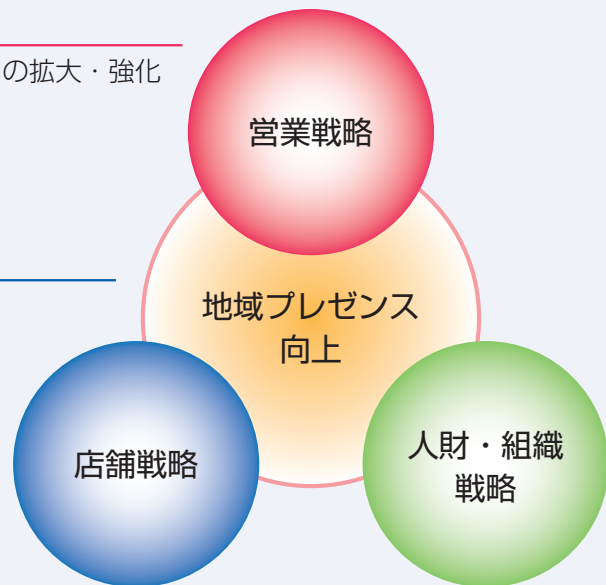 の拡大・強化
営業戦略
地域プレゼンス
向上
店舗戦略
人財・組織
戦略